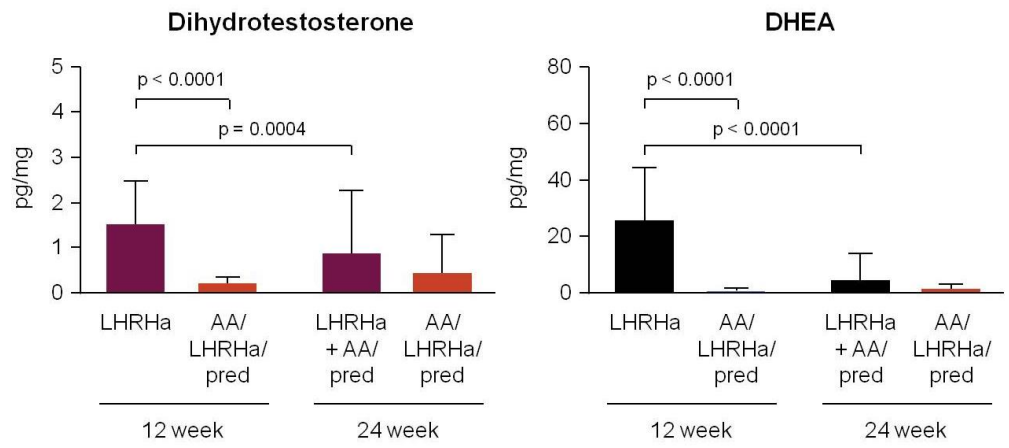 Dihydrotestosterone
5
4
3
2
1
0
pg/mg
p < 0.0001
p = 0.0004
LHRHa
AA/
LHRHa/
pred
LHRHa
+ AA/
pred
AA/
LHRHa/
pred
12 week
24 week
DHEA
80
60
40
20
0
pg/mg
p < 0.0001
p < 0.0001
LHRHa
AA/
LHRHa/
pred
LHRHa
+ AA/
pred
AA/
LHRHa/
pred
12 week
24 week